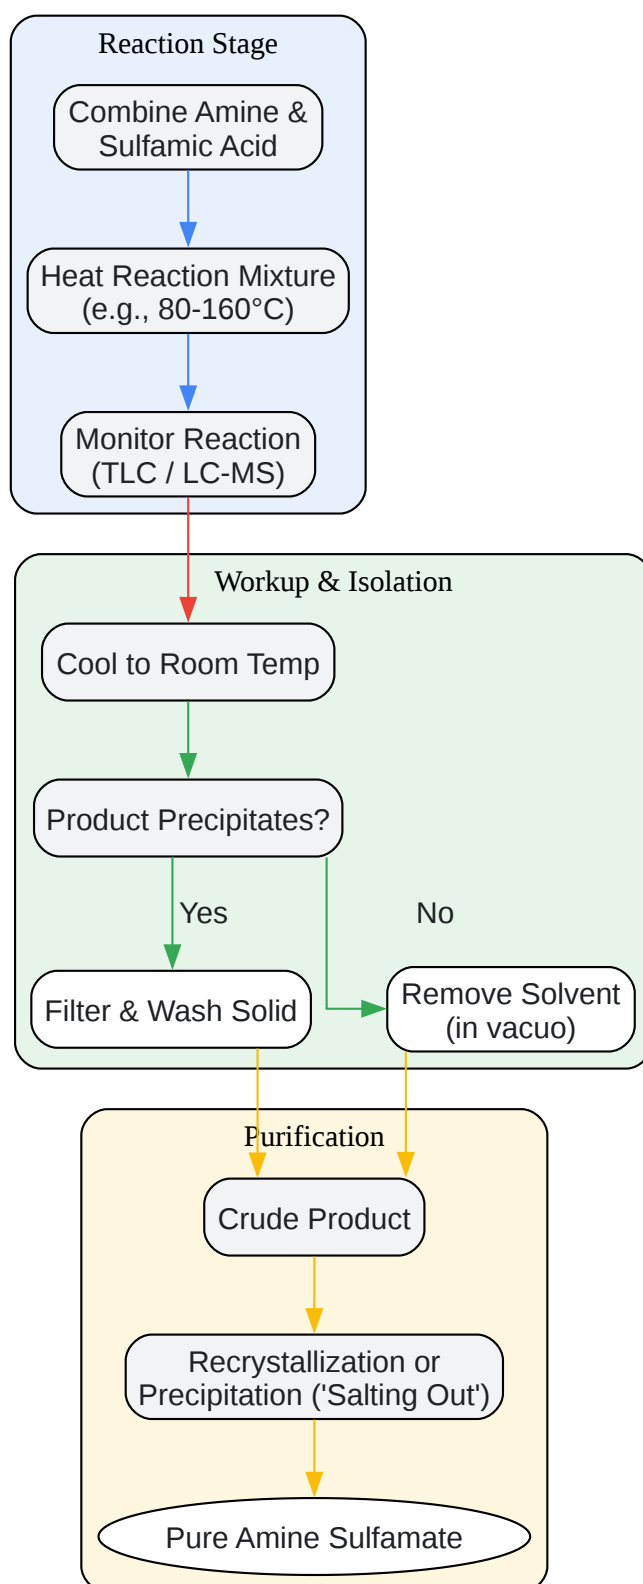 Reaction Stage
Combine Amine &
Sulfamic Acid
Heat Reaction Mixture
(e.g., 80-160°C)
Monitor Reaction
(TLC / LC-MS)
Workup & Isolation
Cool to Room Temp
Product Precipitates?
Yes
No
Filter & Wash Solid
Remove Solvent
(in vacuo)
Purification
Crude Product
Recrystallization or
Precipitation ('Salting Out')
Pure Amine Sulfamate